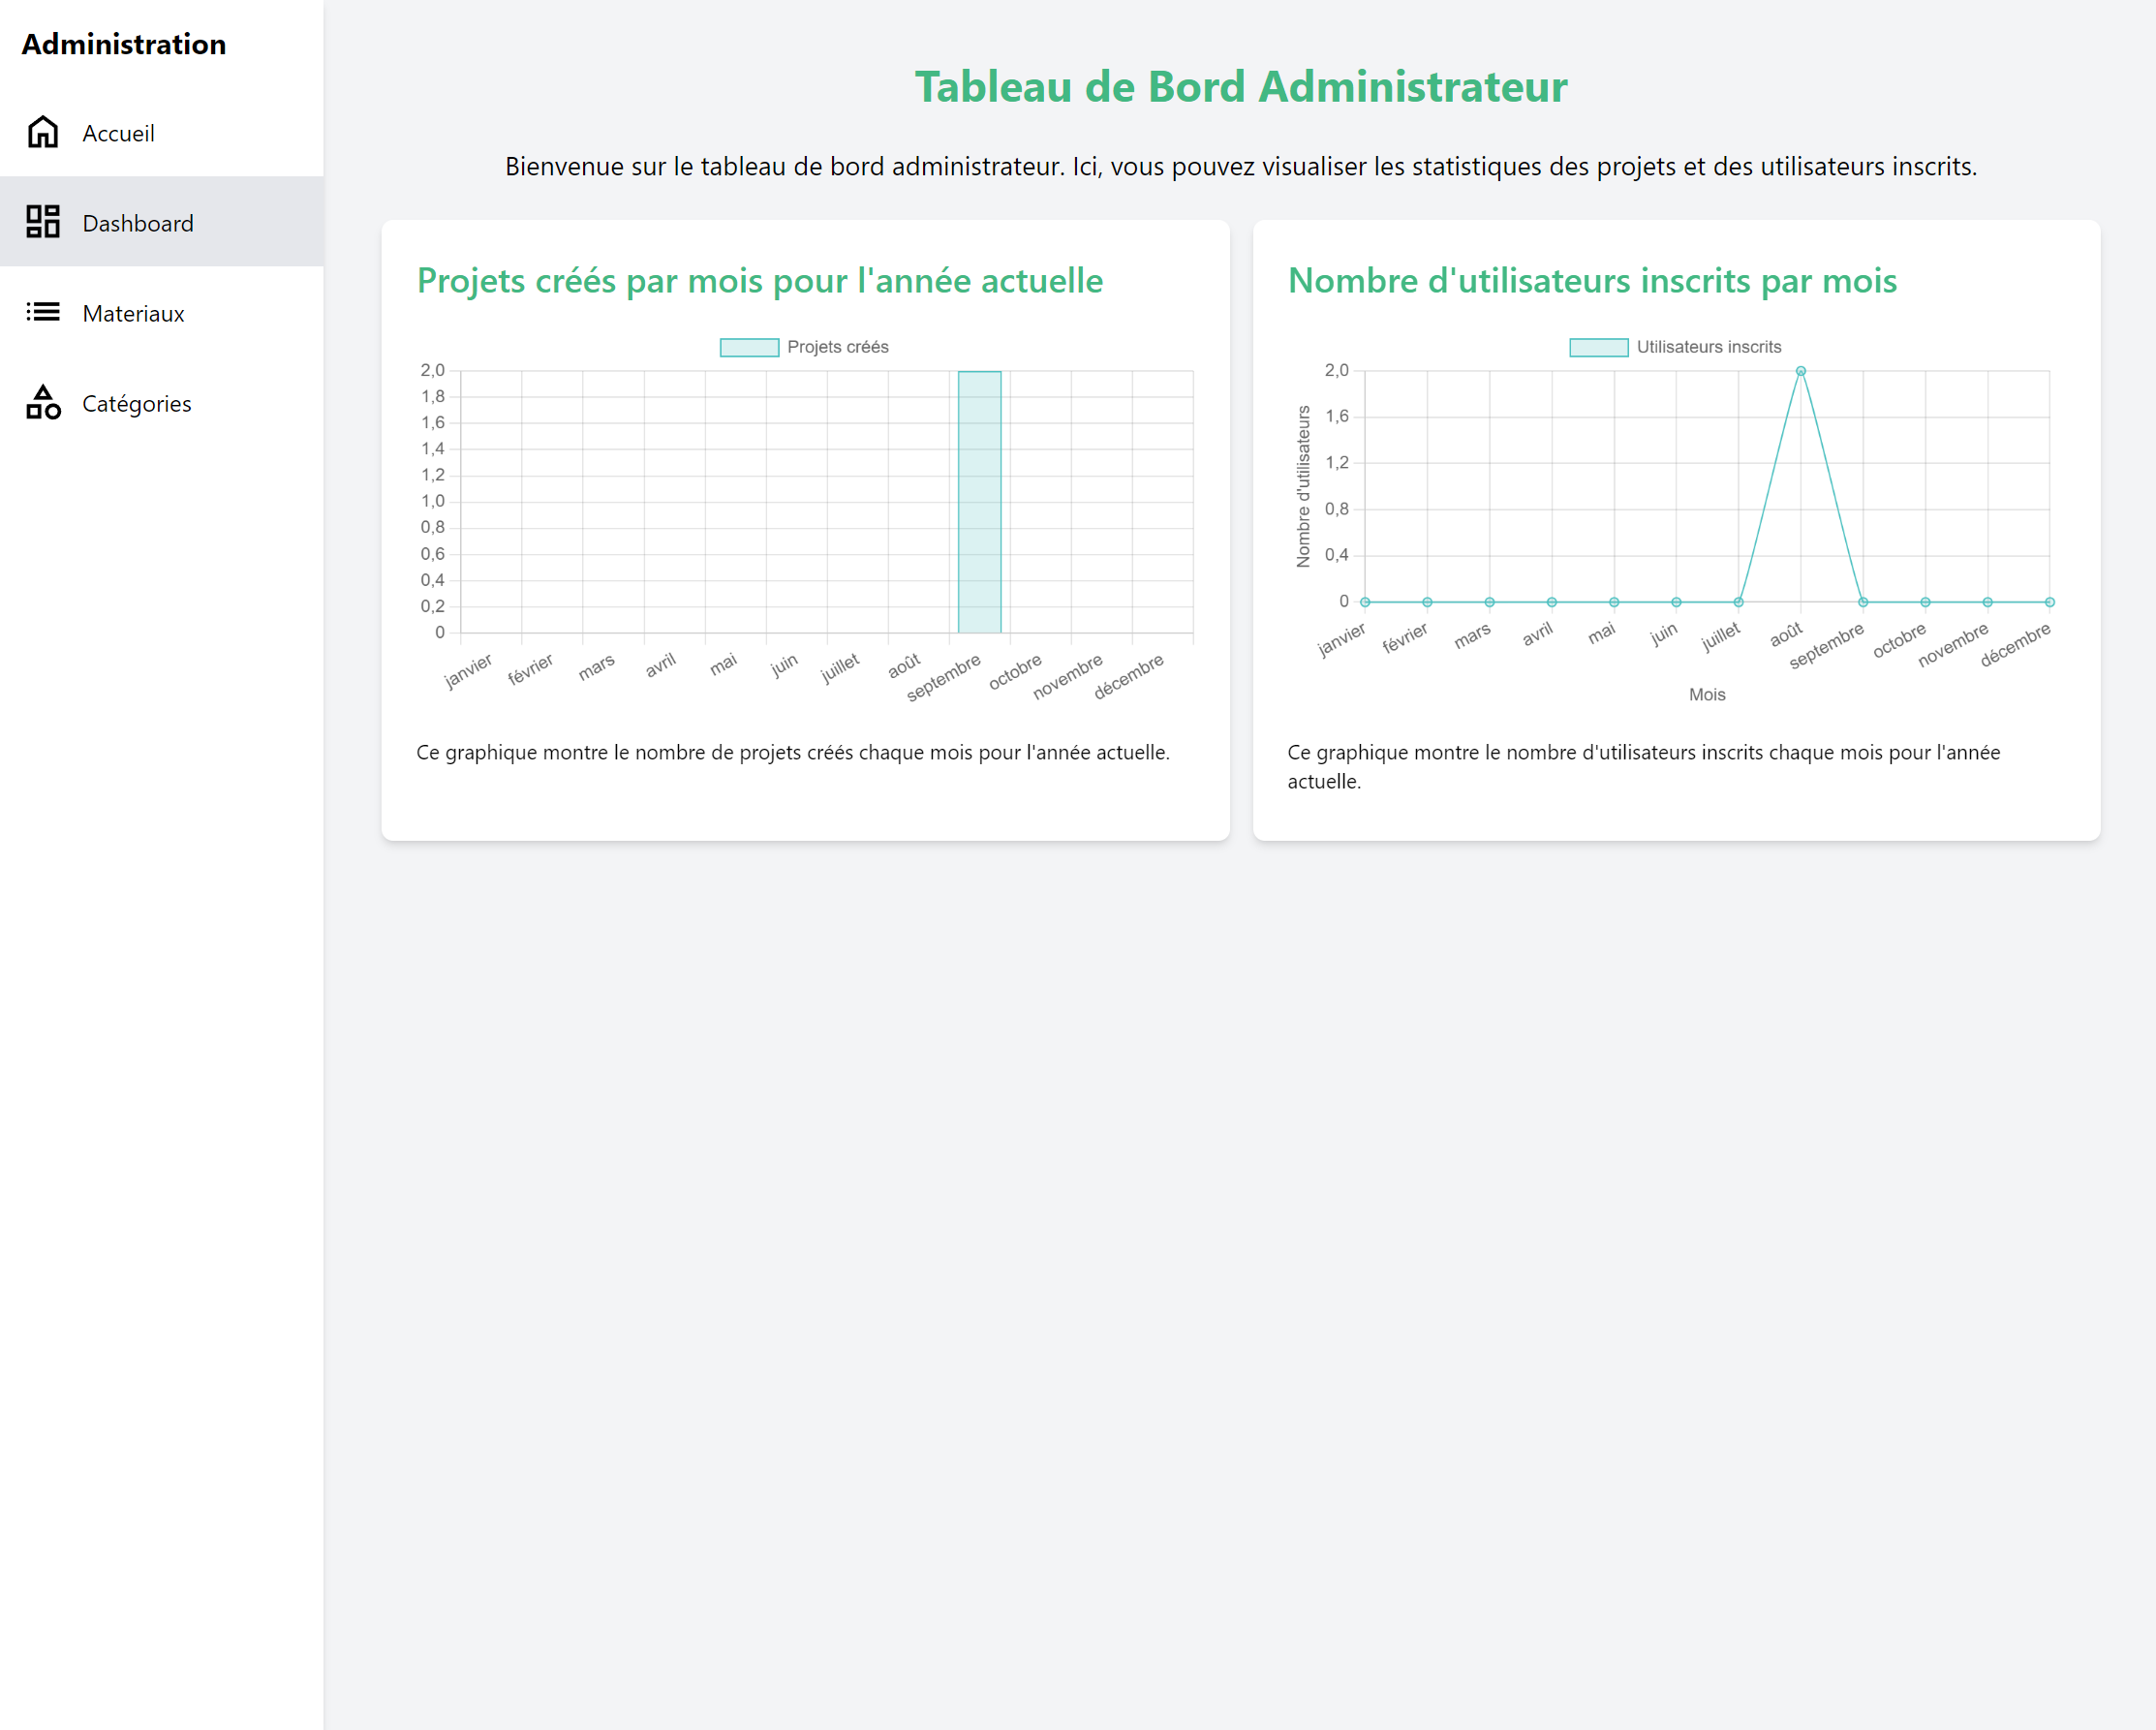 Administration
Accueil
Dashboard
Materiaux
Catégories
Tableau de Bord Administrateur
Bienvenue sur le tableau de bord administrateur. Ici, vous pouvez visualiser les statistiques des projets et des utilisateurs inscrits.
Projets créés par mois pour l'année actuelle
Projets créés
2,0
1,8
1,6
1,4
1,2
1,0
0,8
0,6
0,4
0,2
0
janvier février mars avril mai juin juillet août septembre octobre novembre décembre
Ce graphique montre le nombre de projets créés chaque mois pour l'année actuelle.
Nombre d'utilisateurs inscrits par mois
Utilisateurs inscrits
Nombre d'utilisateurs
2,0
1,6
1,2
0,8
0,4
0
janvier février mars avril mai juin juillet août septembre octobre novembre décembre
Mois
Ce graphique montre le nombre d'utilisateurs inscrits chaque mois pour l'année
actuelle.